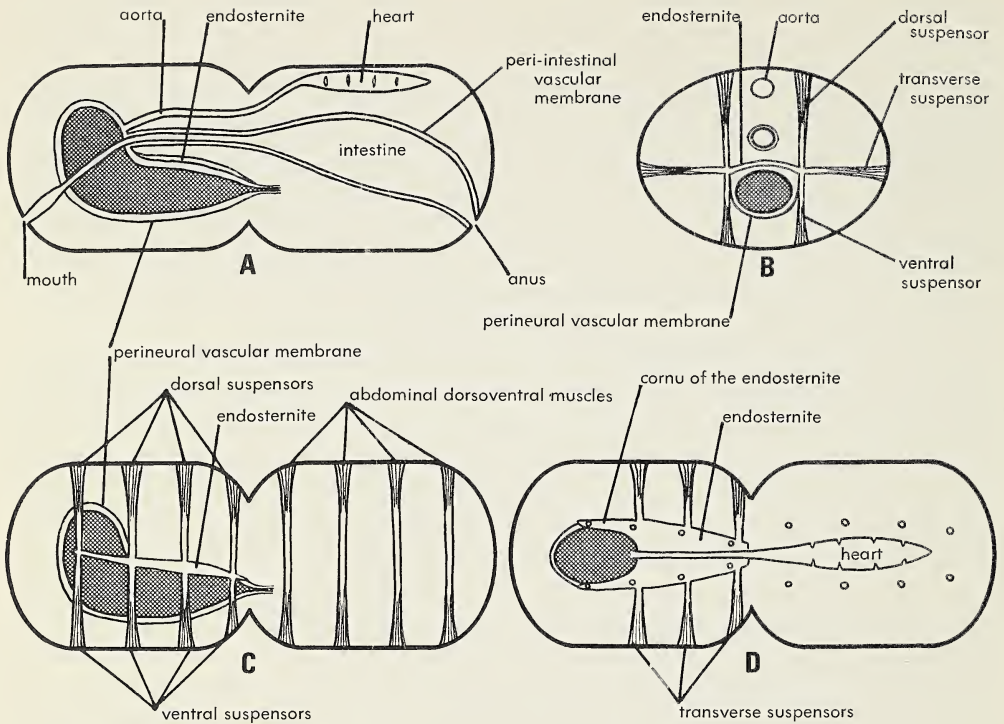 aorta
endosternite
heart
peri-intestinal
vascular
membrane
intestine
mouth
A
anus
endosternite
aorta
dorsal
suspensor
transverse
suspensor
B
ventral
suspensor
perineural vascular membrane
perineural vascular membrane
dorsal suspensors
endosternite
abdominal dorsoventral muscles
C
ventral suspensors
cornu of the endosternite
endosternite
heart
D
transverse suspensors